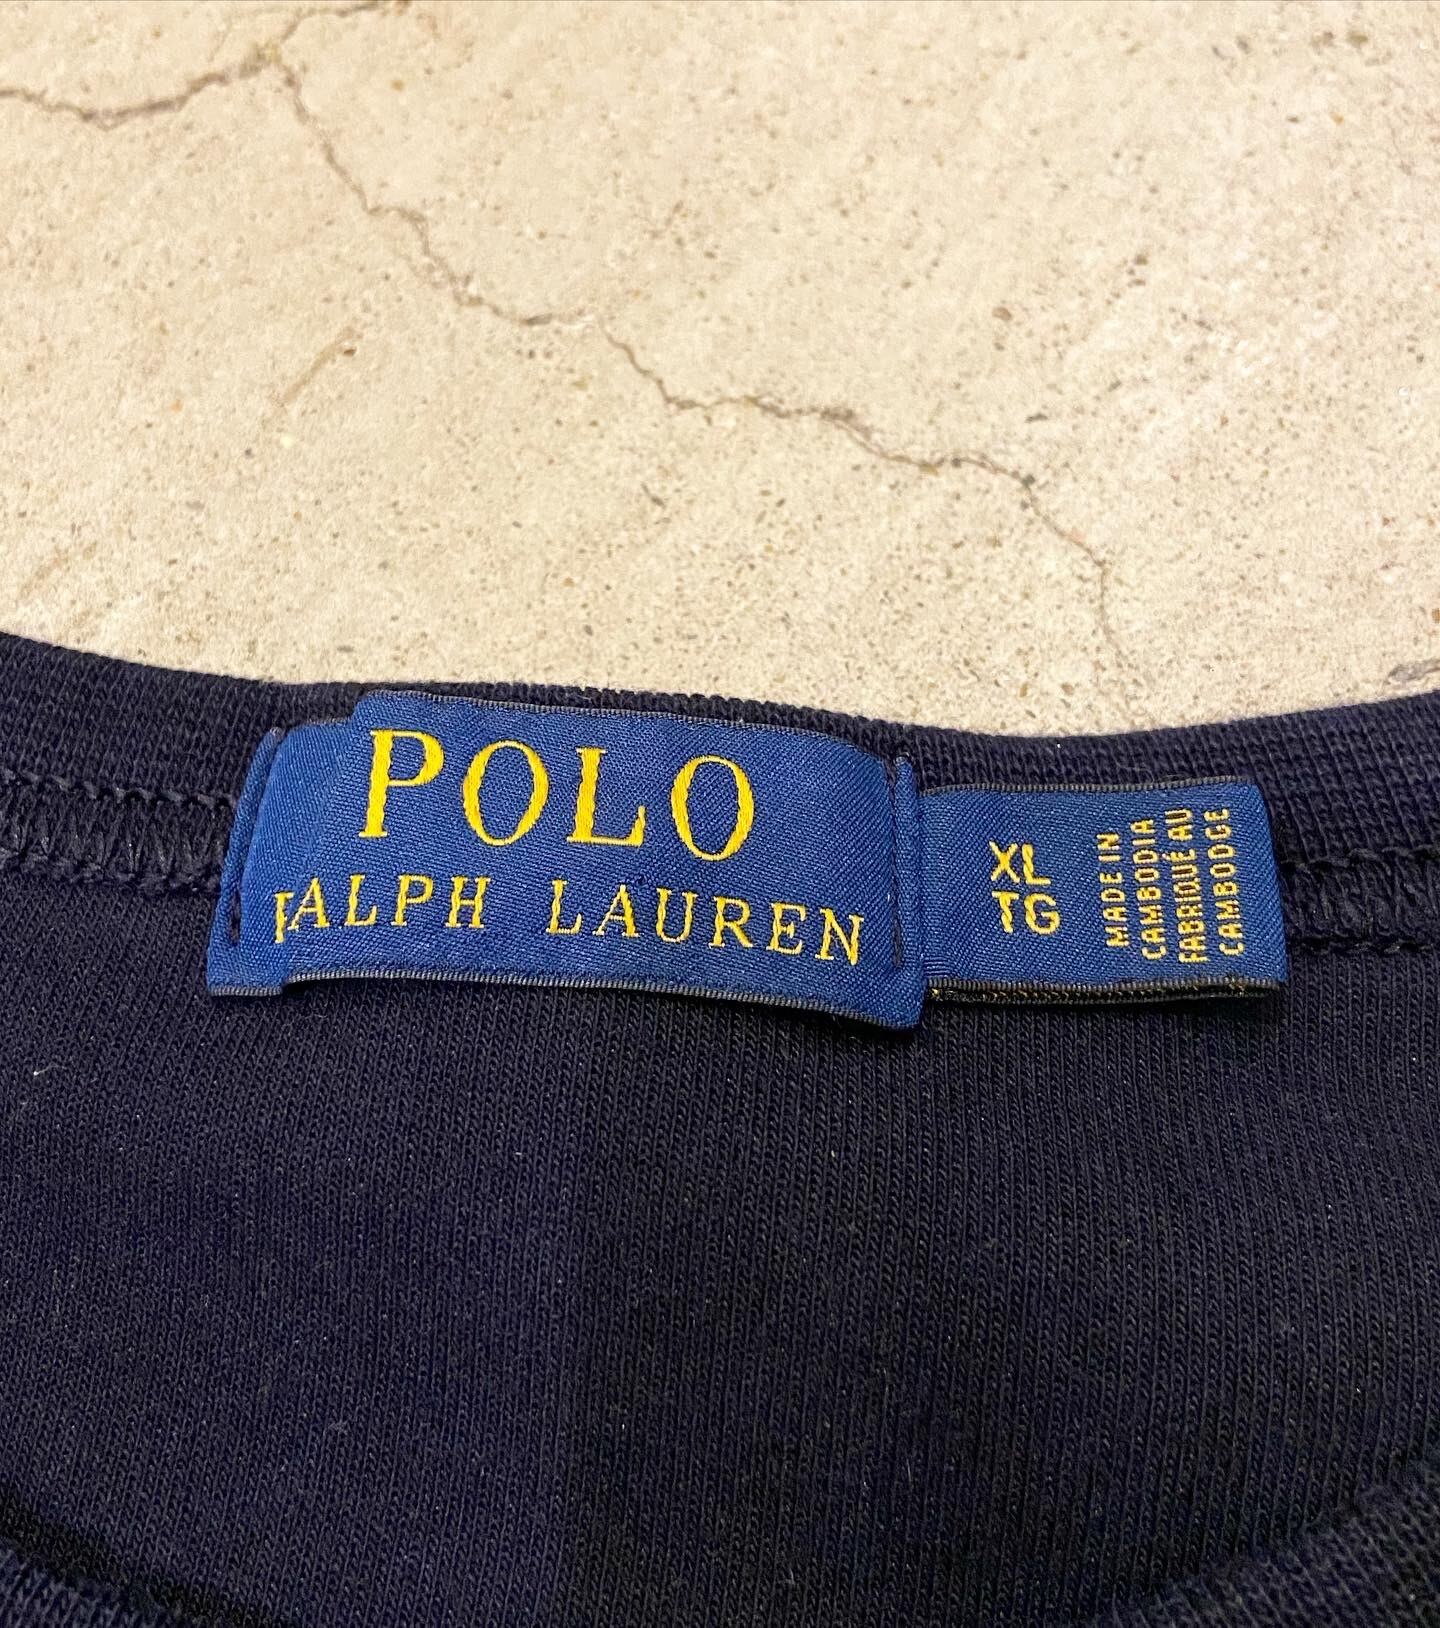 POLO
RALPH LAUREN
XL
TG
MADE IN
CAMBODIA
FABRIQUÉ AU
CAMBODGE